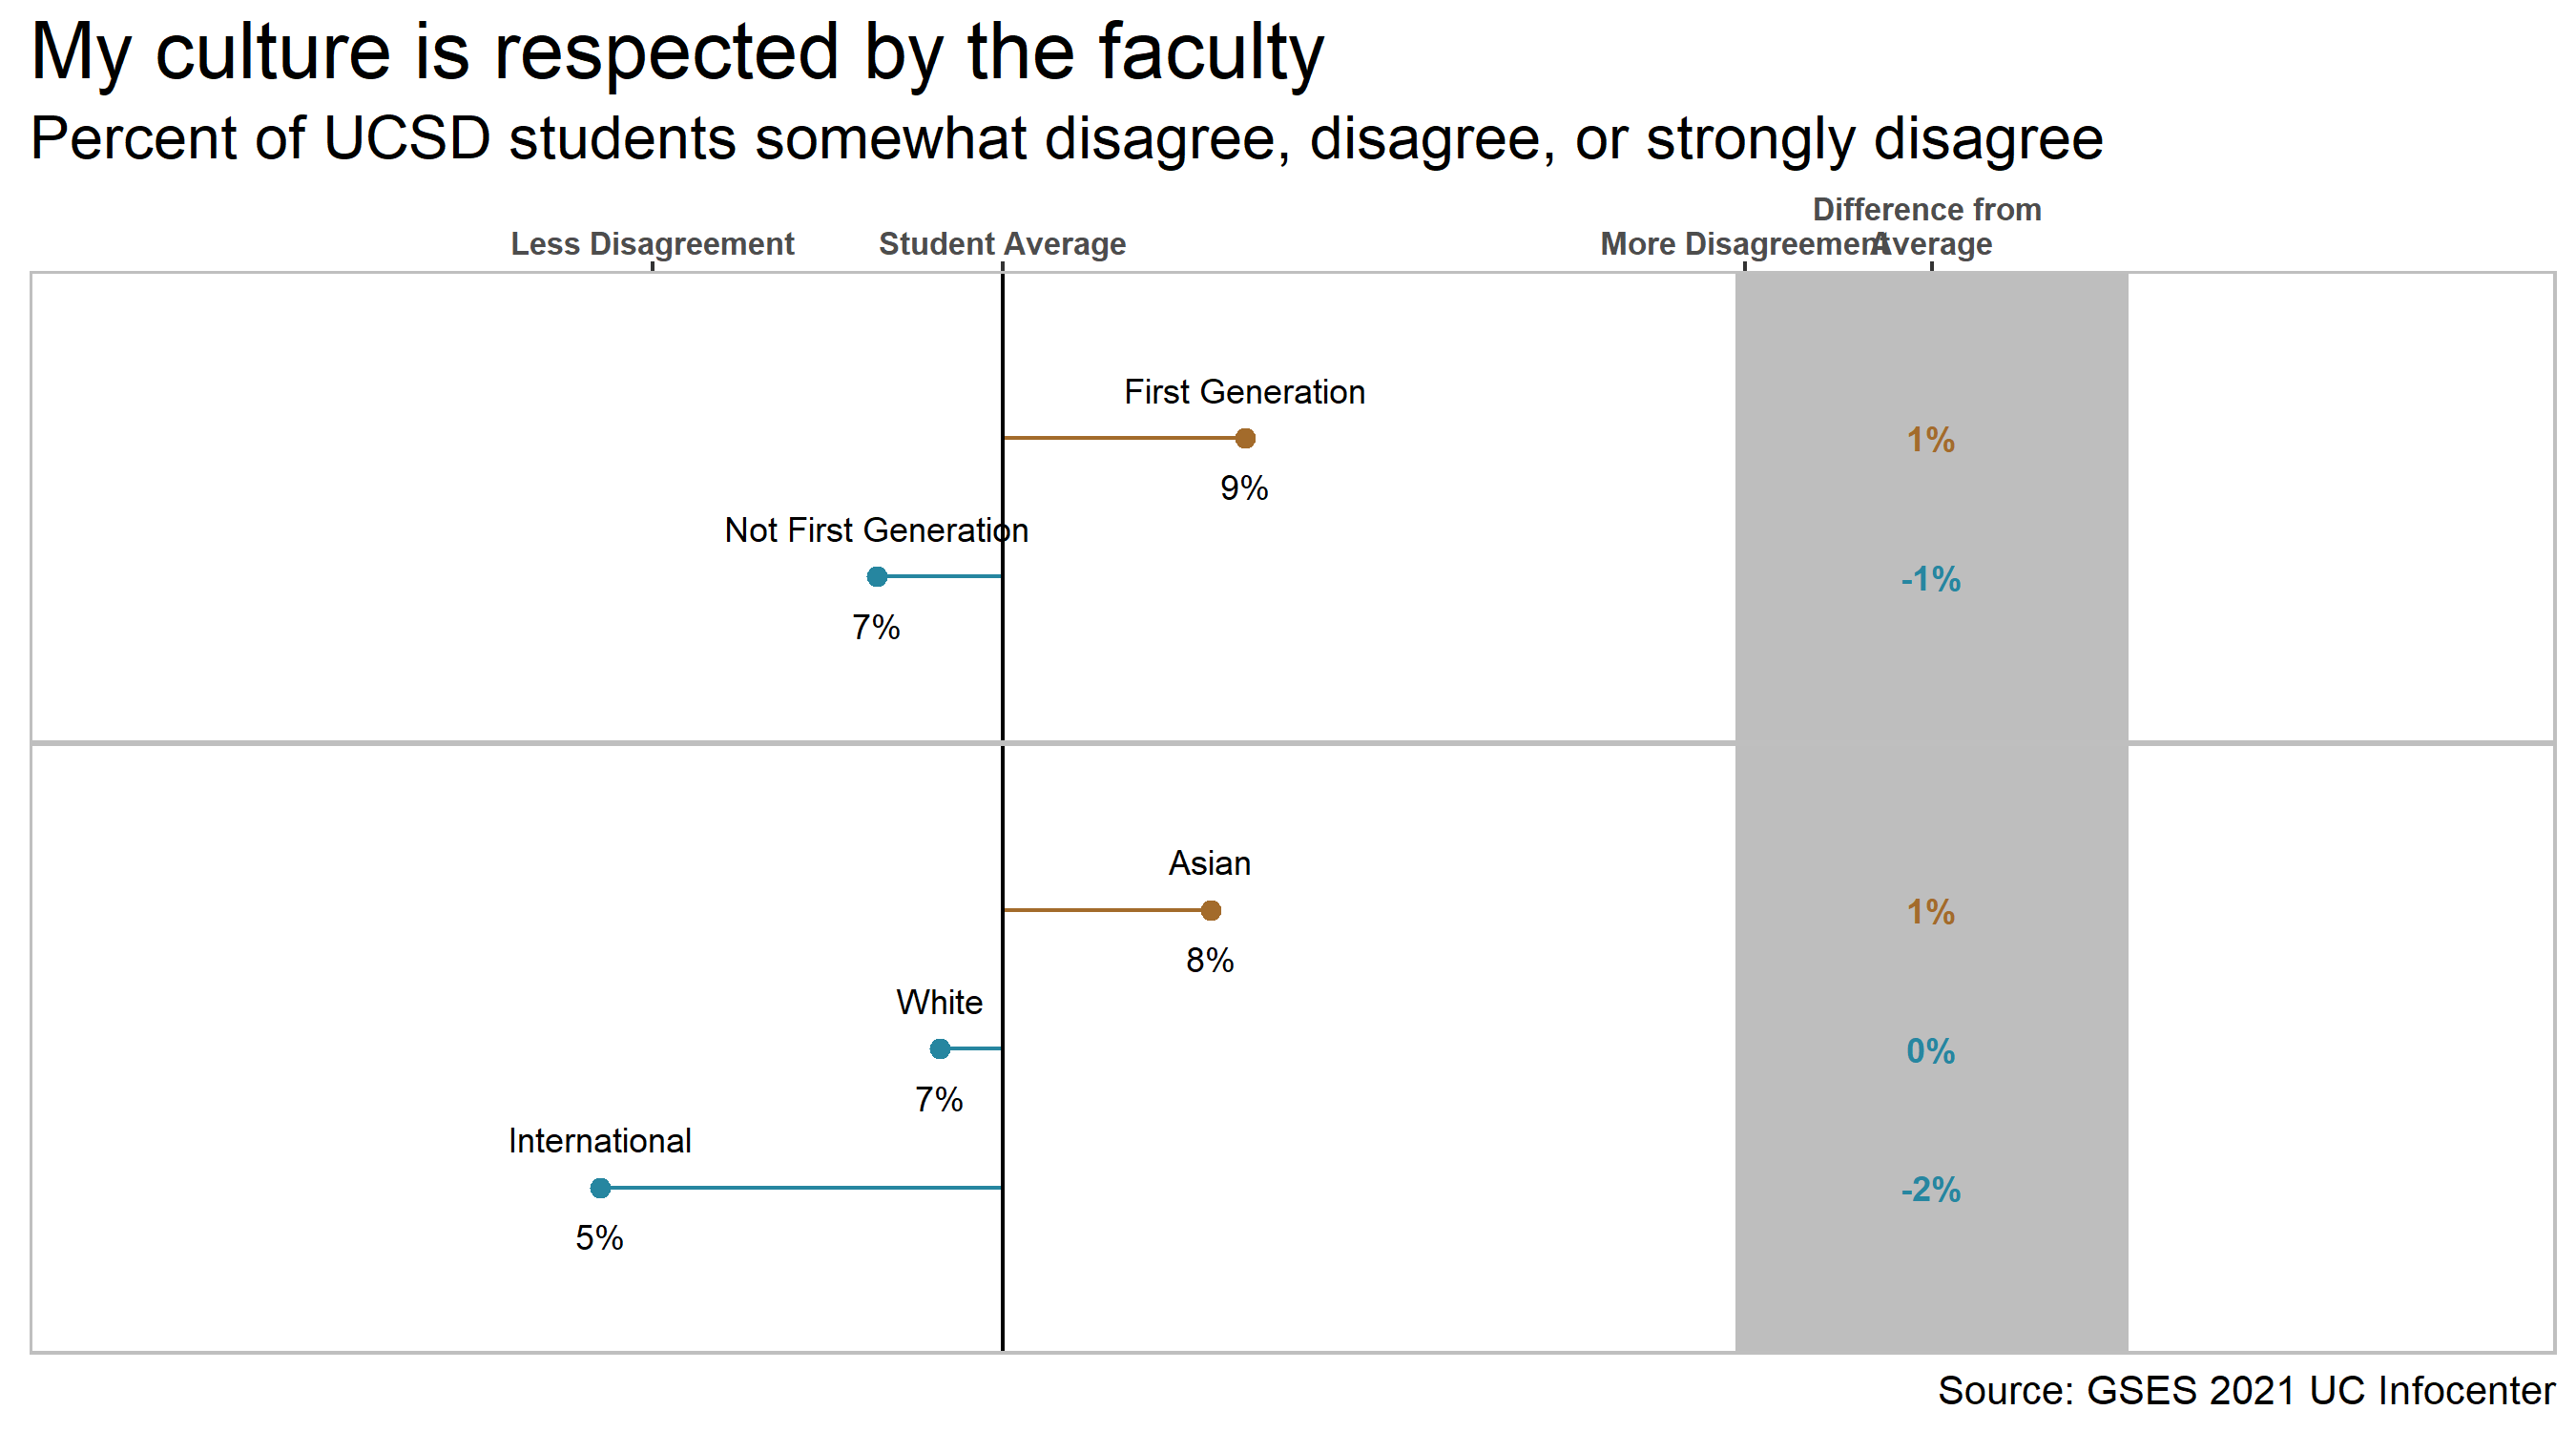 My culture is respected by the faculty
Percent of UCSD students somewhat disagree, disagree, or strongly disagree
Difference from
Less Disagreement Student Average More Disagreement Average
First Generation
1%
9%
Not First Generation
-1%
7%
Asian
1%
8%
White
0%
7%
International
-2%
5%
Source: GSES 2021 UC Infocenter